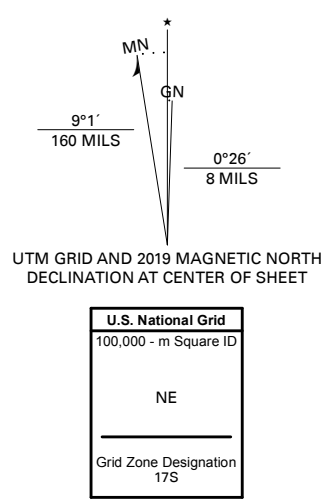 MN
GN
9°1´
160 MILS
0°26´
8 MILS
UTM GRID AND 2019 MAGNETIC NORTH
DECLINATION AT CENTER OF SHEET
U.S. National Grid
100,000 - m Square ID
NE
Grid Zone Designation
17S